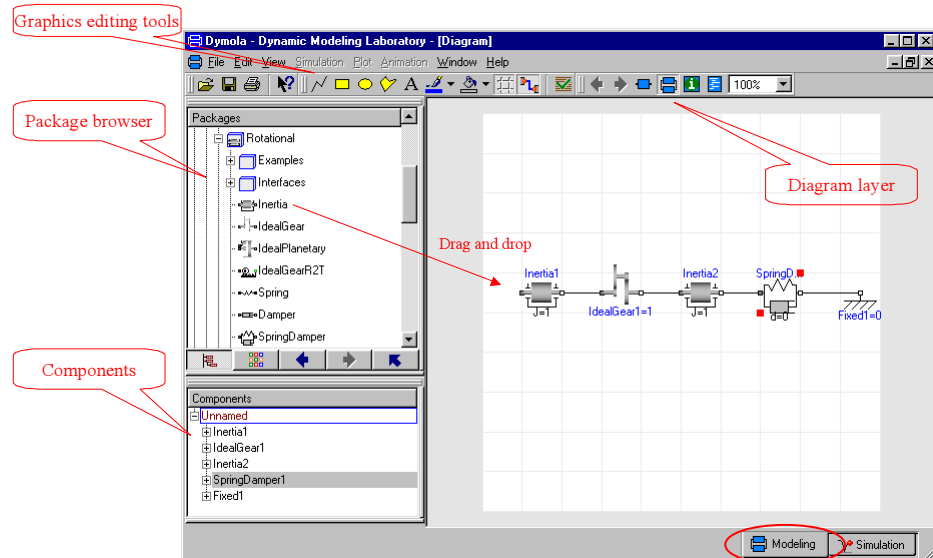 Graphics editing tools
Dymola - Dynamic Modeling Laboratory - [Diagram]
File Edit View Simulation Plot Animation Window Help
A 100%
Package browser
Packages
Rotational
Examples
Interfaces
Inertia
IdealGear
IdealPlanetary
IdealGearR2T
Spring
Damper
SpringDamper
Diagram layer
Drag and drop
Inertia1
J=1
IdealGear1=1
Inertia2
J=1
SpringD...
d=0
Fixed1=0
Components
Components
Unnamed
Inertia1
IdealGear1
Inertia2
SpringDamper1
Fixed1
Modeling
Simulation